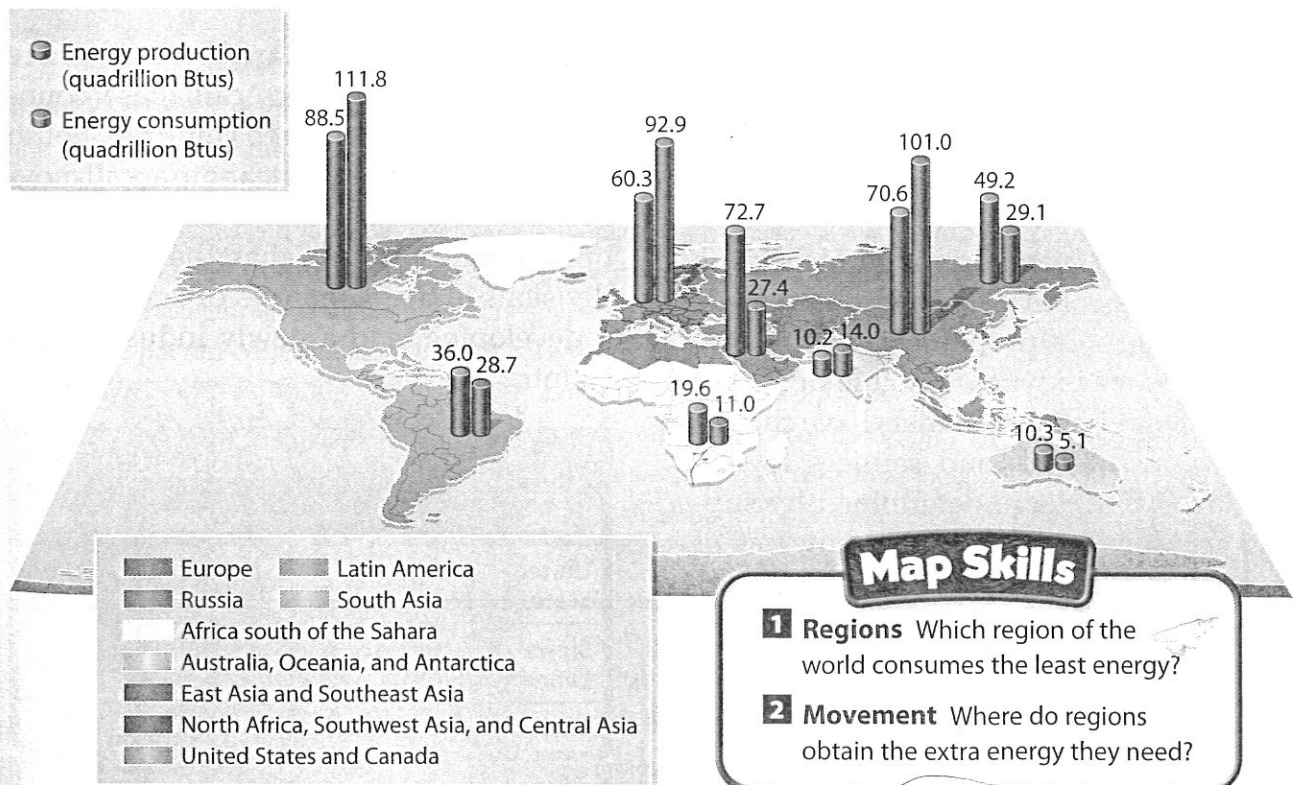 Energy production
(quadrillion Btus)
Energy consumption
(quadrillion Btus)
88.5
111.8
60.3
92.9
72.7
27.4
70.6
101.0
49.2
29.1
10.2
14.0
36.0
28.7
19.6
11.0
10.3
5.1
Europe
Latin America
Russia
South Asia
Africa south of the Sahara
Australia, Oceania, and Antarctica
East Asia and Southeast Asia
North Africa, Southwest Asia, and Central Asia
United States and Canada
Map Skills
1 Regions Which region of the
world consumes the least energy?
2 Movement Where do regions
obtain the extra energy they need?